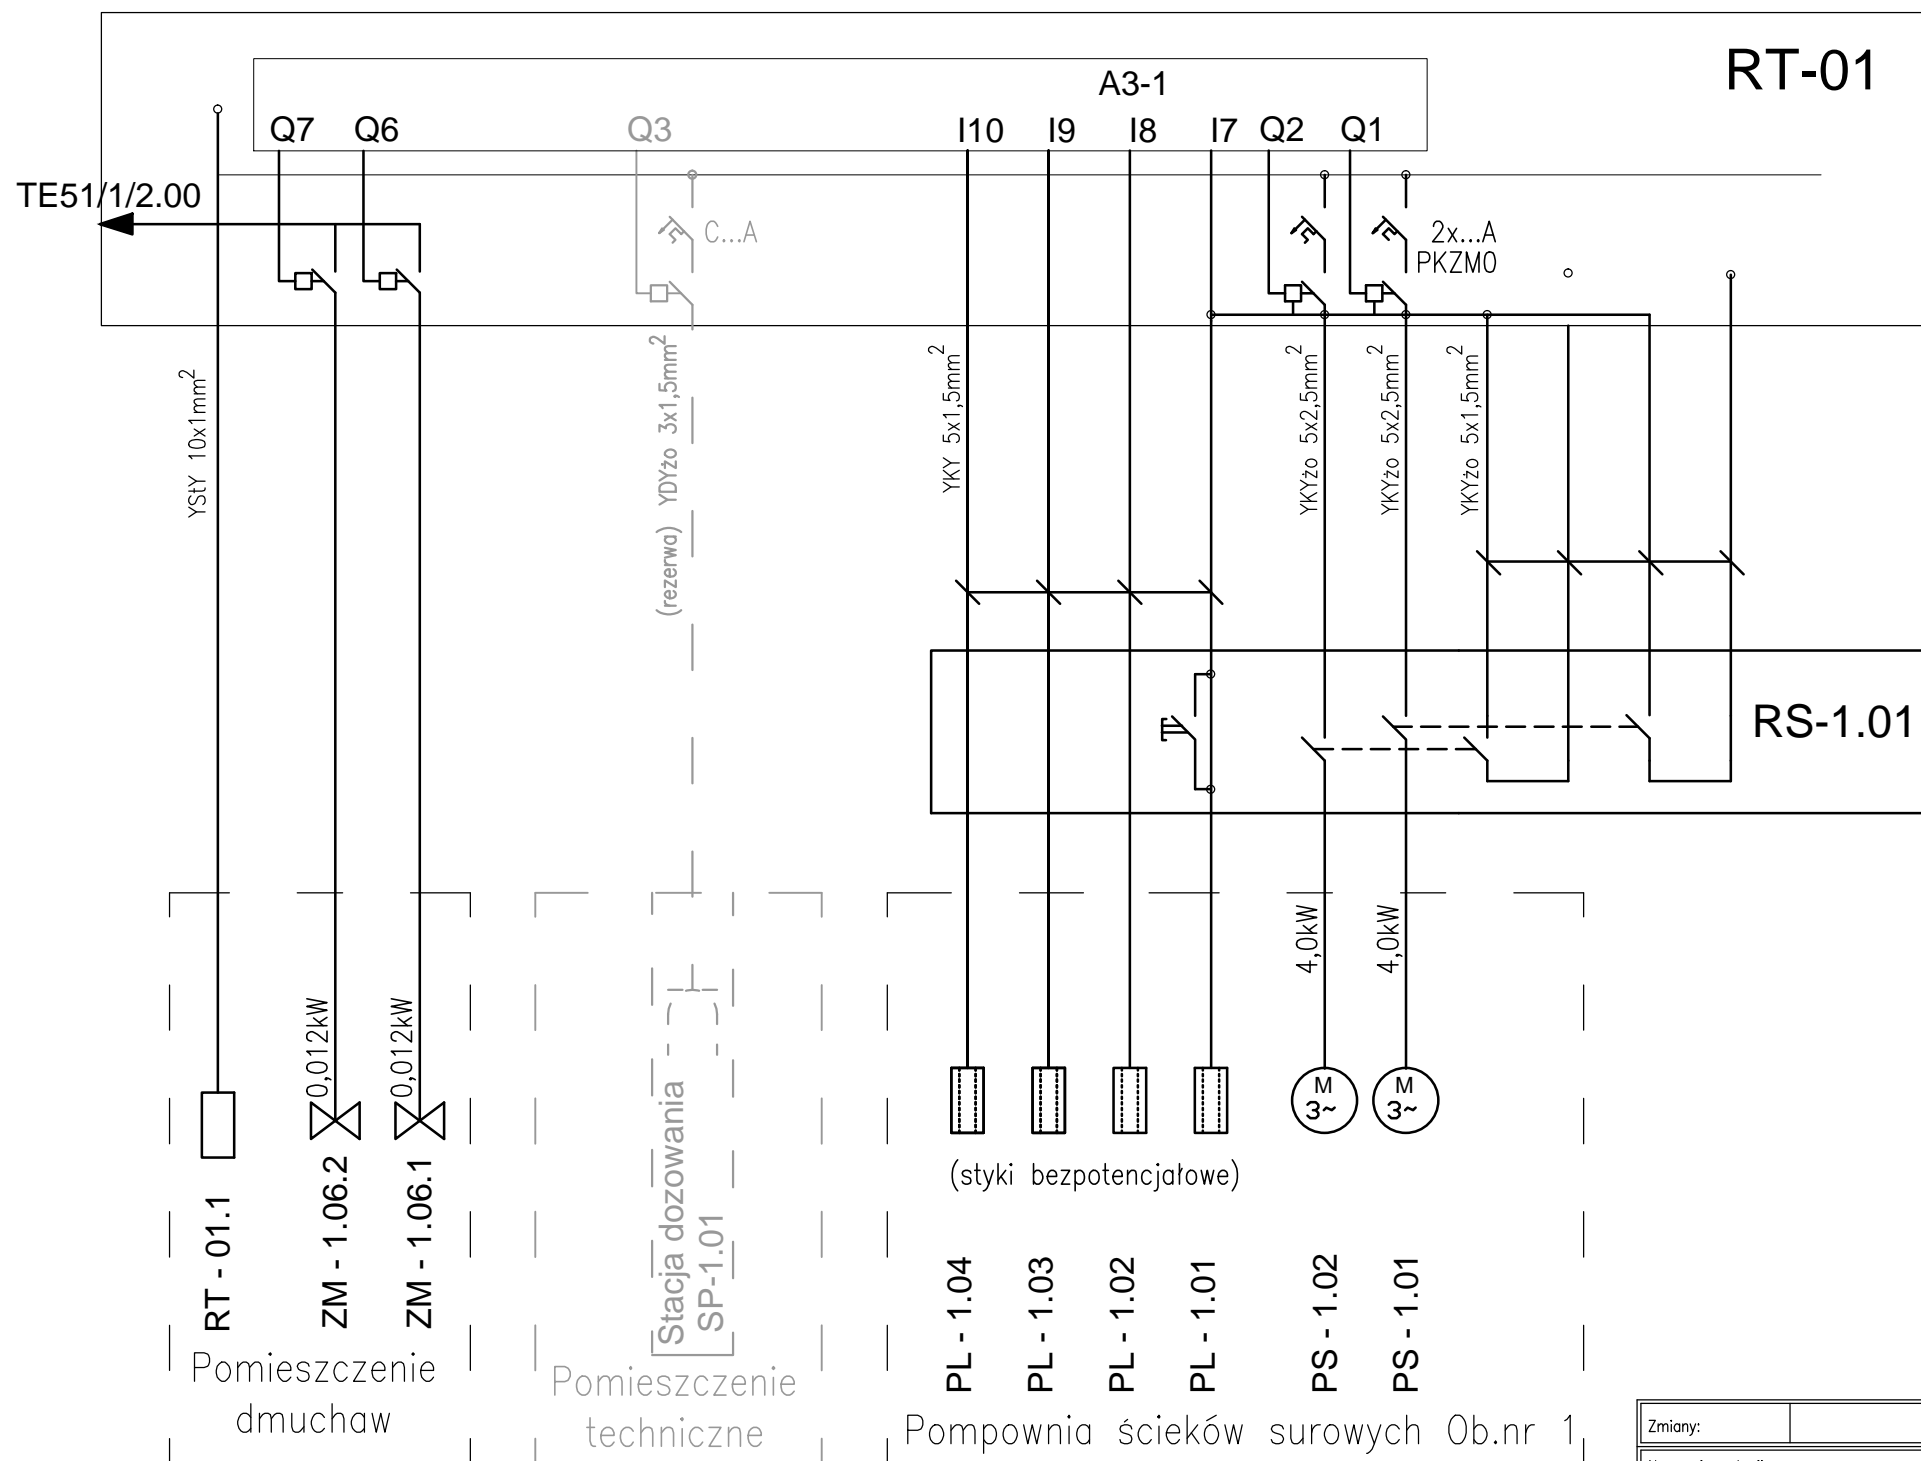 RT-01
A3-1
Q7 Q6 Q3 I10 I9 I8 I7 Q2 Q1
TE51/1/2.00
C...A
2x...A
PKZM0
YStY 10x1mm²
(rezerwa) YDYżo 3x1,5mm²
YKY 5x1,5mm²
YKYżo 5x2,5mm²
YKYżo 5x2,5mm²
YKYżo 5x1,5mm²
RS-1.01
0,012kW
0,012kW
4,0kW
4,0kW
M
3~
M
3~
(styki bezpotencjałowe)
RT - 01.1
ZM - 1.06.2
ZM - 1.06.1
Stacja dozowania
SP-1.01
PL - 1.04
PL - 1.03
PL - 1.02
PL - 1.01
PS - 1.02
PS - 1.01
Pomieszczenie
dmuchaw
Pomieszczenie
techniczne
Pompownia ścieków surowych Ob.nr 1
Zmiany: